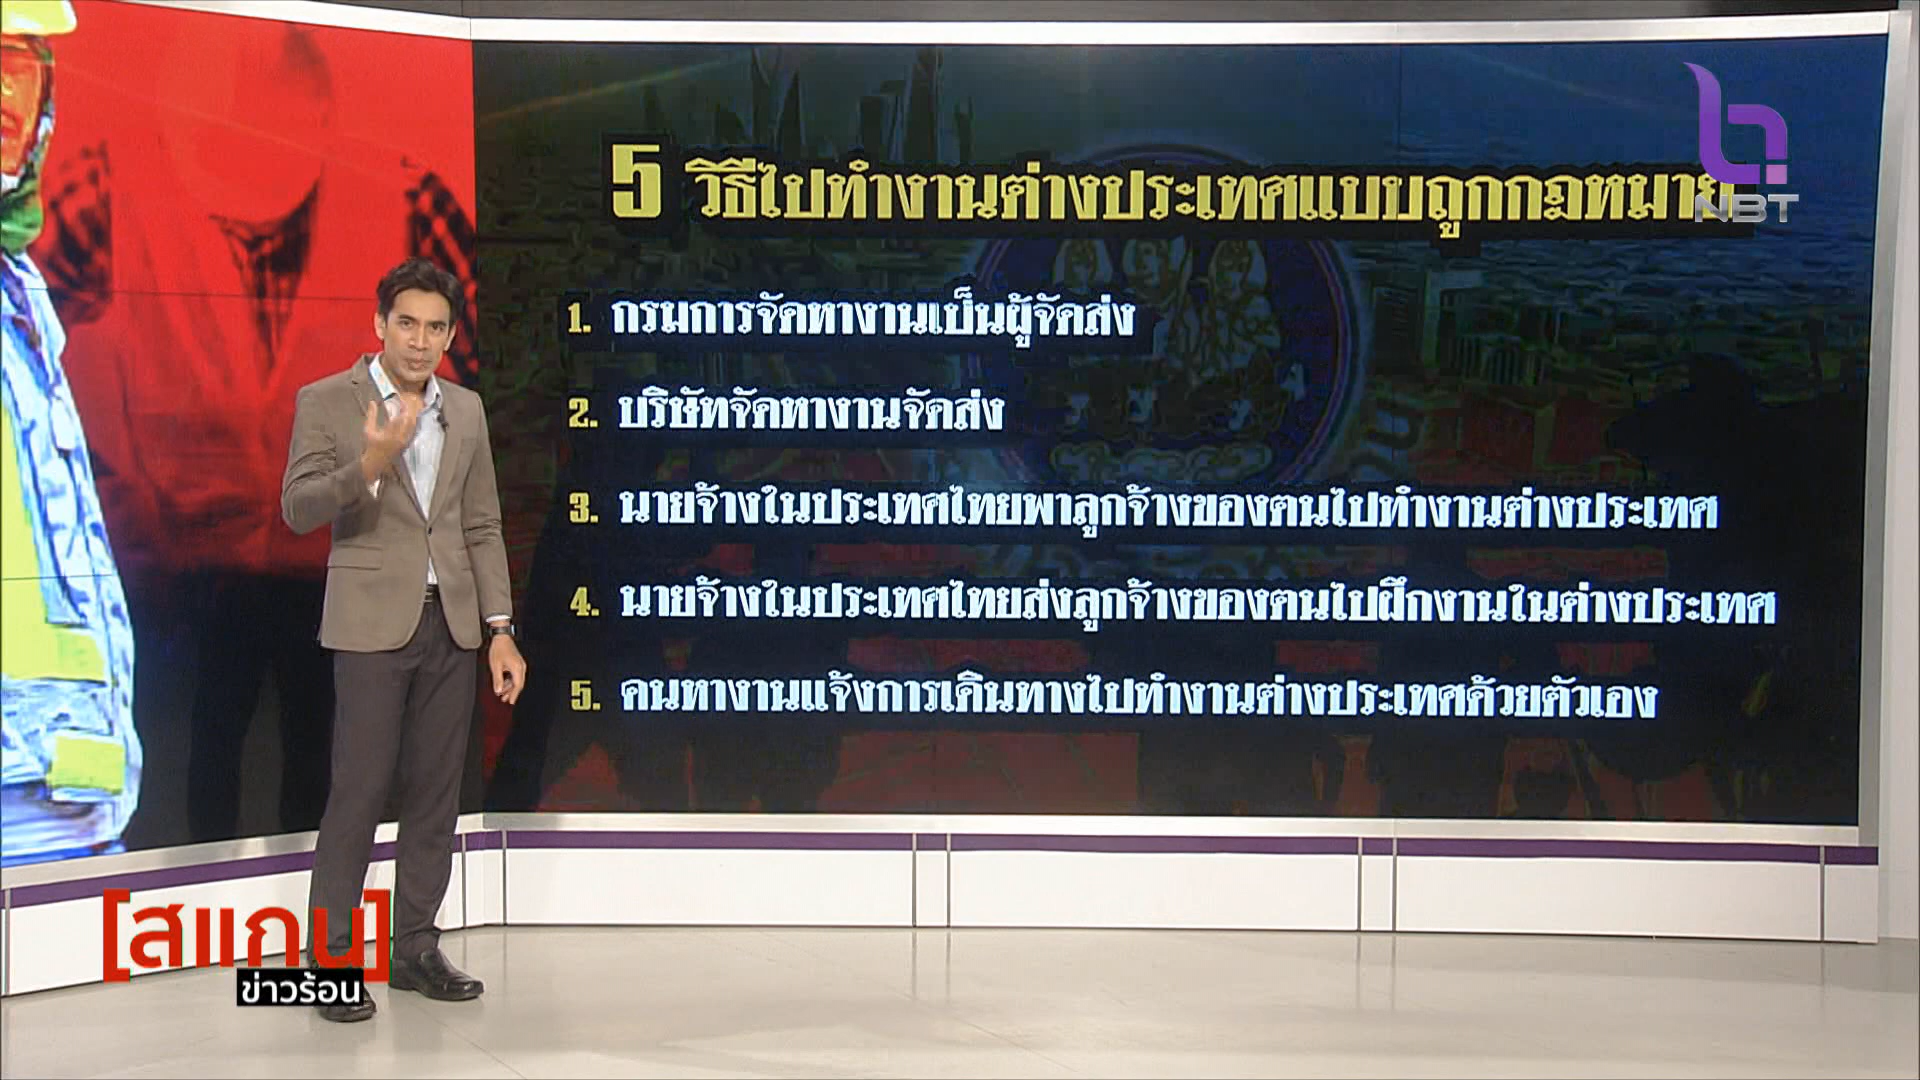 5 วิธีไปทำงานต่างประเทศแบบถูกกฎหมาย
NBT
1. กรมการจัดหางานเป็นผู้จัดส่ง
2. บริษัทจัดหางานจัดส่ง
3. นายจ้างในประเทศไทยพาลูกจ้างของตนไปทำงานต่างประเทศ
4. นายจ้างในประเทศไทยส่งลูกจ้างของตนไปฝึกงานในต่างประเทศ
5. คนหางานแจ้งการเดินทางไปทำงานต่างประเทศด้วยตัวเอง
[สแกน]
ข่าวร้อน